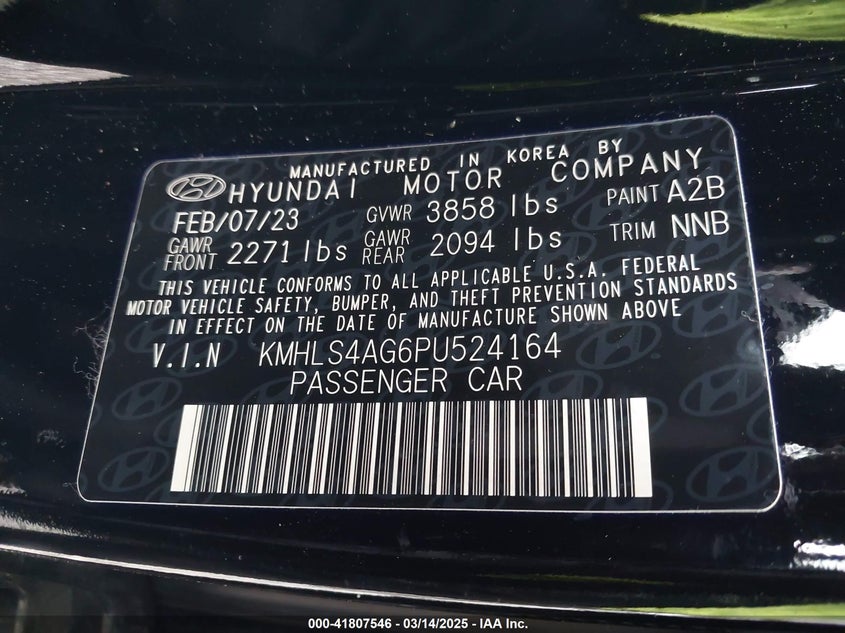 MANUFACTURED IN KOREA BY
HYUNDAI MOTOR COMPANY
FEB/07/23 GVWR 3858 lbs PAINT A2B
GAWR FRONT 2271 lbs GAWR REAR 2094 lbs TRIM NNB
THIS VEHICLE CONFORMS TO ALL APPLICABLE U.S.A. FEDERAL
MOTOR VEHICLE SAFETY, BUMPER, AND THEFT PREVENTION STANDARDS
IN EFFECT ON THE DATE OF MANUFACTURE SHOWN ABOVE
V.I.N KMHLS4AG6PU524164
PASSENGER CAR
000-41807546 - 03/14/2025 - IAA Inc.